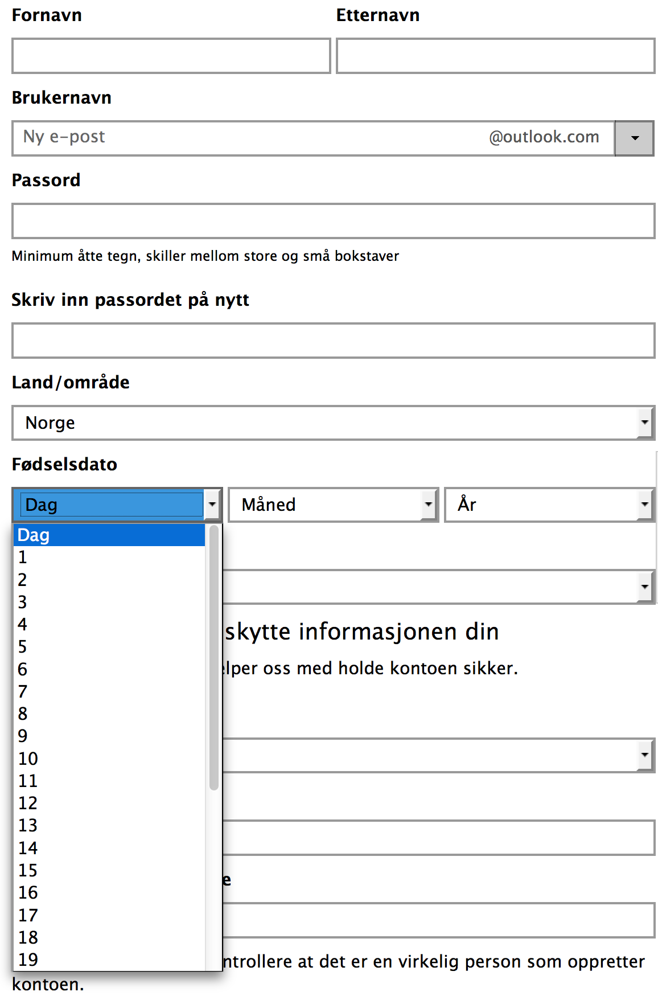 Fornavn Etternavn
Brukernavn
Ny e-post @outlook.com
Passord
Minimum åtte tegn, skiller mellom store og små bokstaver
Skriv inn passordet på nytt
Land/område
Norge
Fødselsdato
Dag Måned År
Dag
1
2
3
4
skytte informasjonen din
5
6
elper oss med holde kontoen sikker.
7
8
9
10
11
12
13
14
15
e
16
17
18
19
ntrollere at det er en virkelig person som oppretter
kontoen.